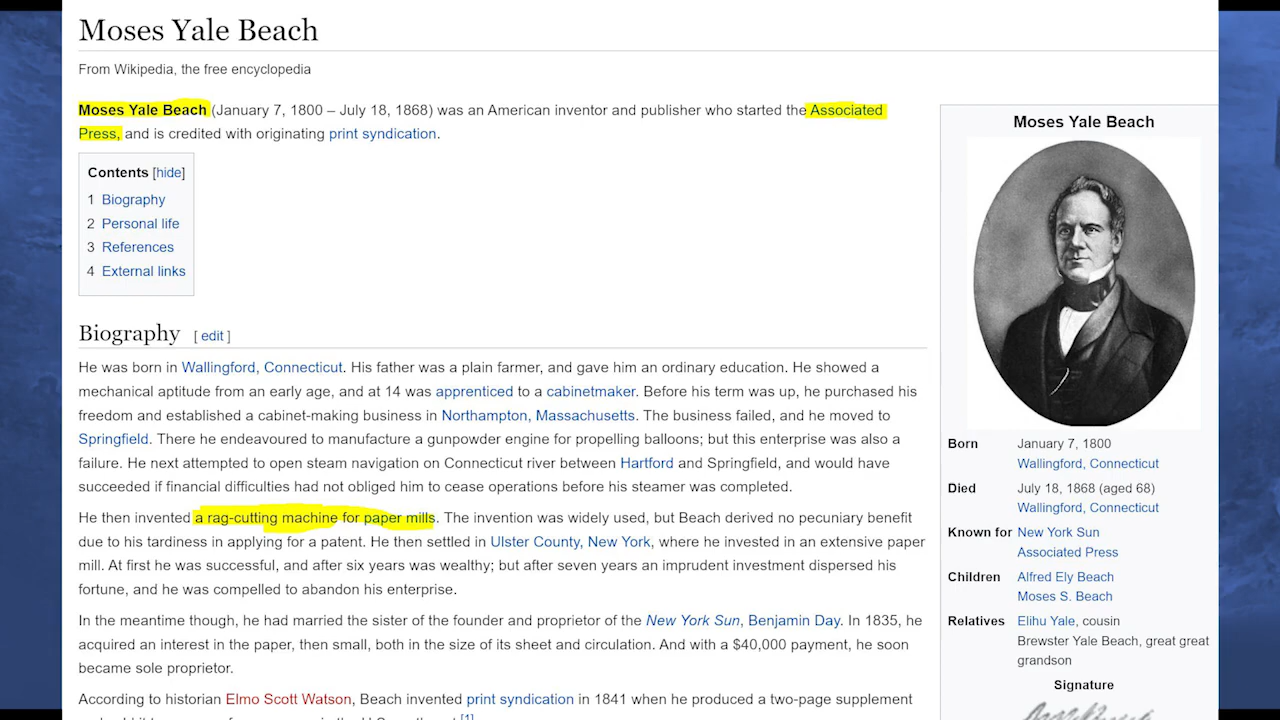 Moses Yale Beach
From Wikipedia, the free encyclopedia
Moses Yale Beach (January 7, 1800 – July 18, 1868) was an American inventor and publisher who started the Associated
Press, and is credited with originating print syndication.
Contents [hide]
1 Biography
2 Personal life
3 References
4 External links
Biography [ edit ]
He was born in Wallingford, Connecticut. His father was a plain farmer, and gave him an ordinary education. He showed a
mechanical aptitude from an early age, and at 14 was apprenticed to a cabinetmaker. Before his term was up, he purchased his
freedom and established a cabinet-making business in Northampton, Massachusetts. The business failed, and he moved to
Springfield. There he endeavoured to manufacture a gunpowder engine for propelling balloons; but this enterprise was also a
failure. He next attempted to open steam navigation on Connecticut river between Hartford and Springfield, and would have
succeeded if financial difficulties had not obliged him to cease operations before his steamer was completed.
He then invented a rag-cutting machine for paper mills. The invention was widely used, but Beach derived no pecuniary benefit
due to his tardiness in applying for a patent. He then settled in Ulster County, New York, where he invested in an extensive paper
mill. At first he was successful, and after six years was wealthy; but after seven years an imprudent investment dispersed his
fortune, and he was compelled to abandon his enterprise.
In the meantime though, he had married the sister of the founder and proprietor of the New York Sun, Benjamin Day. In 1835, he
acquired an interest in the paper, then small, both in the size of its sheet and circulation. And with a $40,000 payment, he soon
became sole proprietor.
According to historian Elmo Scott Watson, Beach invented print syndication in 1841 when he produced a two-page supplement
[1]
Moses Yale Beach
Born January 7, 1800
Wallingford, Connecticut
Died July 18, 1868 (aged 68)
Wallingford, Connecticut
Known for New York Sun
Associated Press
Children Alfred Ely Beach
Moses S. Beach
Relatives Elihu Yale, cousin
Brewster Yale Beach, great great
grandson
Signature